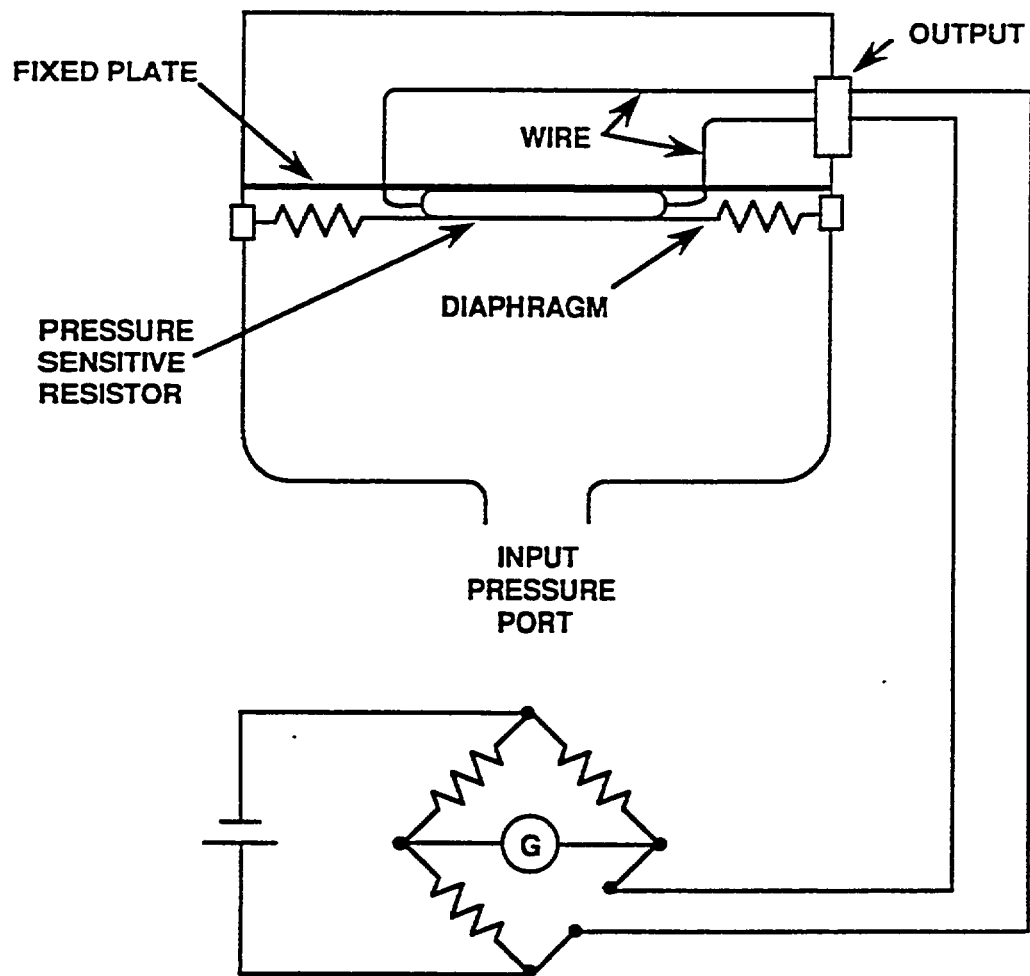 OUTPUT
FIXED PLATE
WIRE
DIAPHRAGM
PRESSURE
SENSITIVE
RESISTOR
INPUT
PRESSURE
PORT
G